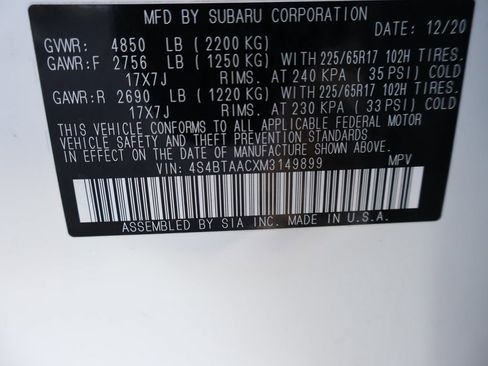 MFD BY SUBARU CORPORATION
DATE: 12/20
GVWR: 4850 LB (2200 KG)
GAWR:F 2756 LB (1250 KG) WITH 225/65R17 102H TIRES.
17X7J RIMS. AT 240 KPA (35 PSI) COLD
GAWR:R 2690 LB (1220 KG) WITH 225/65R17 102H TIRES.
17X7J RIMS. AT 230 KPA (33 PSI) COLD
THIS VEHICLE CONFORMS TO ALL APPLICABLE FEDERAL MOTOR
VEHICLE SAFETY AND THEFT PREVENTION STANDARDS
IN EFFECT ON THE DATE OF MANUFACTURE SHOWN ABOVE.
VIN: 4S4BTAACXM3149899 MPV
ASSEMBLED BY SIA INC. MADE IN U.S.A.